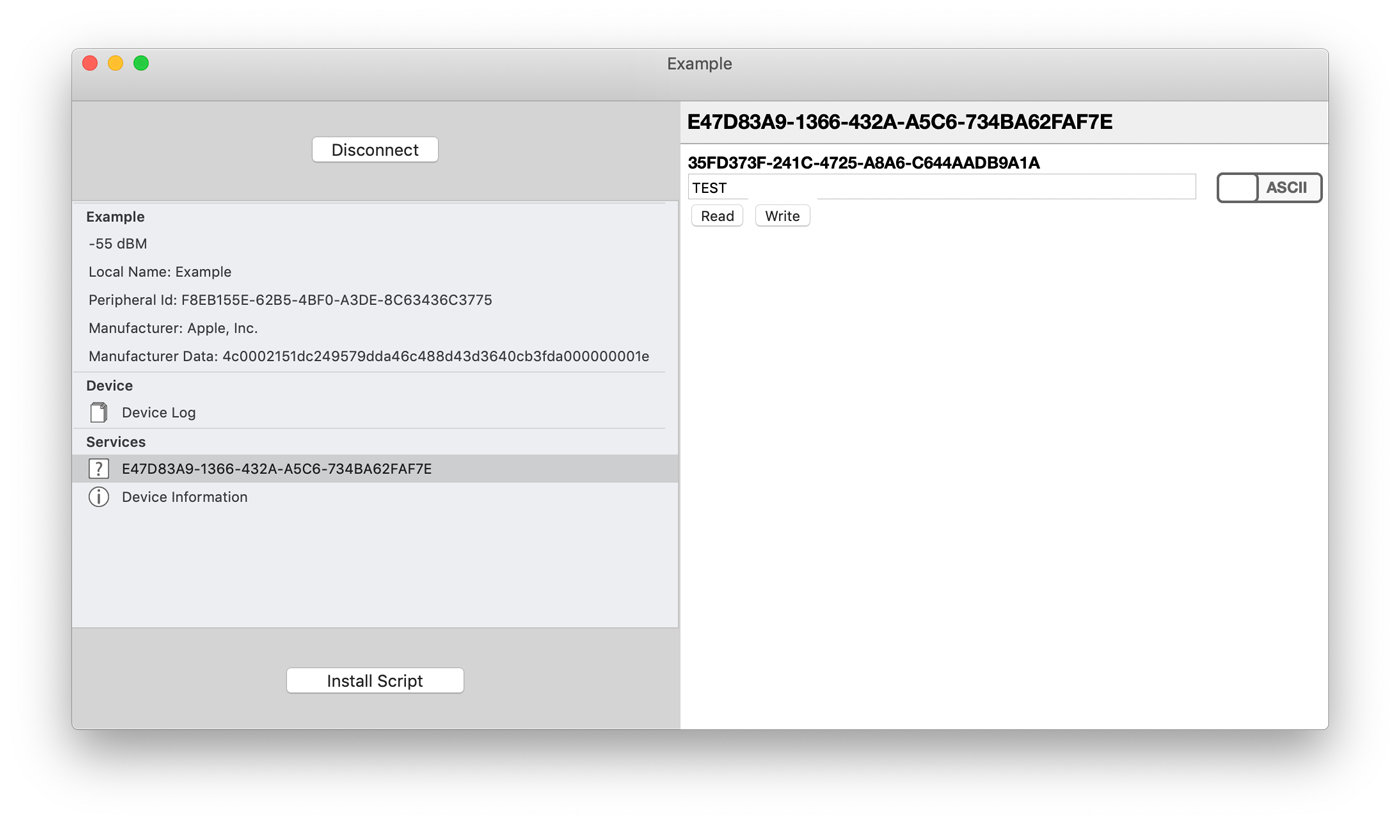 Example
Disconnect
Example
-55 dBM
Local Name: Example
Peripheral Id: F8EB155E-62B5-4BF0-A3DE-8C63436C3775
Manufacturer: Apple, Inc.
Manufacturer Data: 4c0002151dc249579dda46c488d43d3640cb3fda000000001e
Device
Device Log
Services
? E47D83A9-1366-432A-A5C6-734BA62FAF7E
i Device Information
Install Script
E47D83A9-1366-432A-A5C6-734BA62FAF7E
35FD373F-241C-4725-A8A6-C644AADB9A1A
TEST ASCII
Read Write